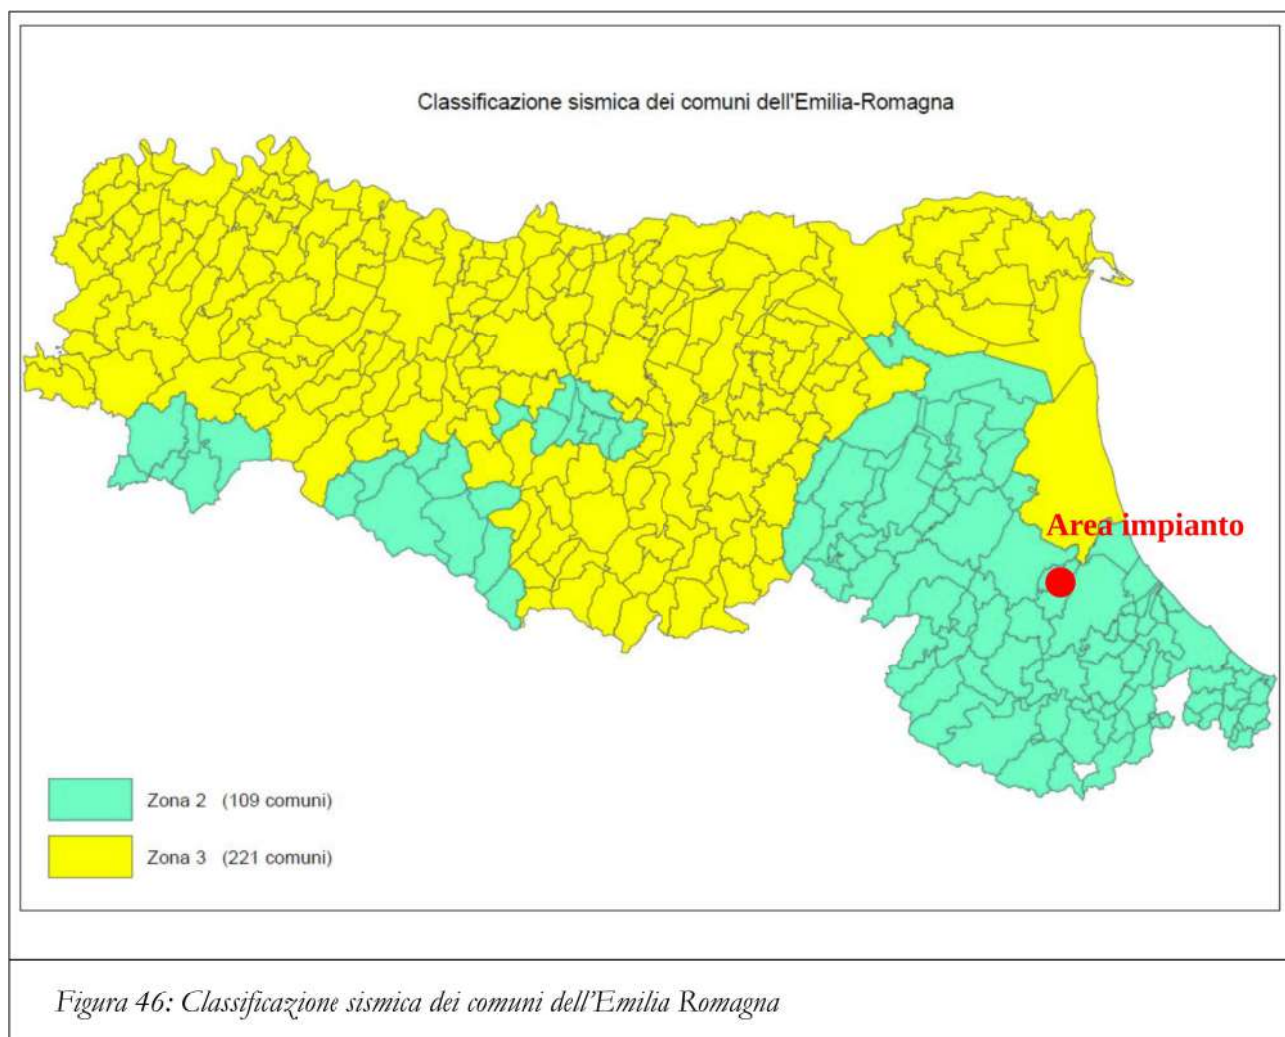 Classificazione sismica dei comuni dell'Emilia-Romagna
Area impianto
Zona 2 (109 comuni)
Zona 3 (221 comuni)
Figura 46: Classificazione sismica dei comuni dell'Emilia Romagna